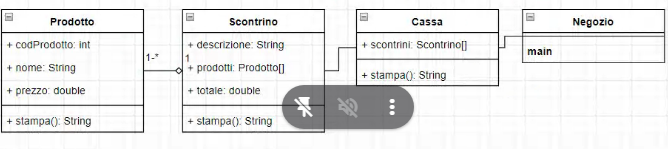 Prodotto
+ codProdotto: int
+ nome: String
+ prezzo: double
+ stampa(): String
1-*
1
Scontrino
+ descrizione: String
+ prodotti: Prodotto[]
+ totale: double
+ stampa(): String
Cassa
+ scontrini: Scontrino[]
+ stampa(): String
Negozio
main